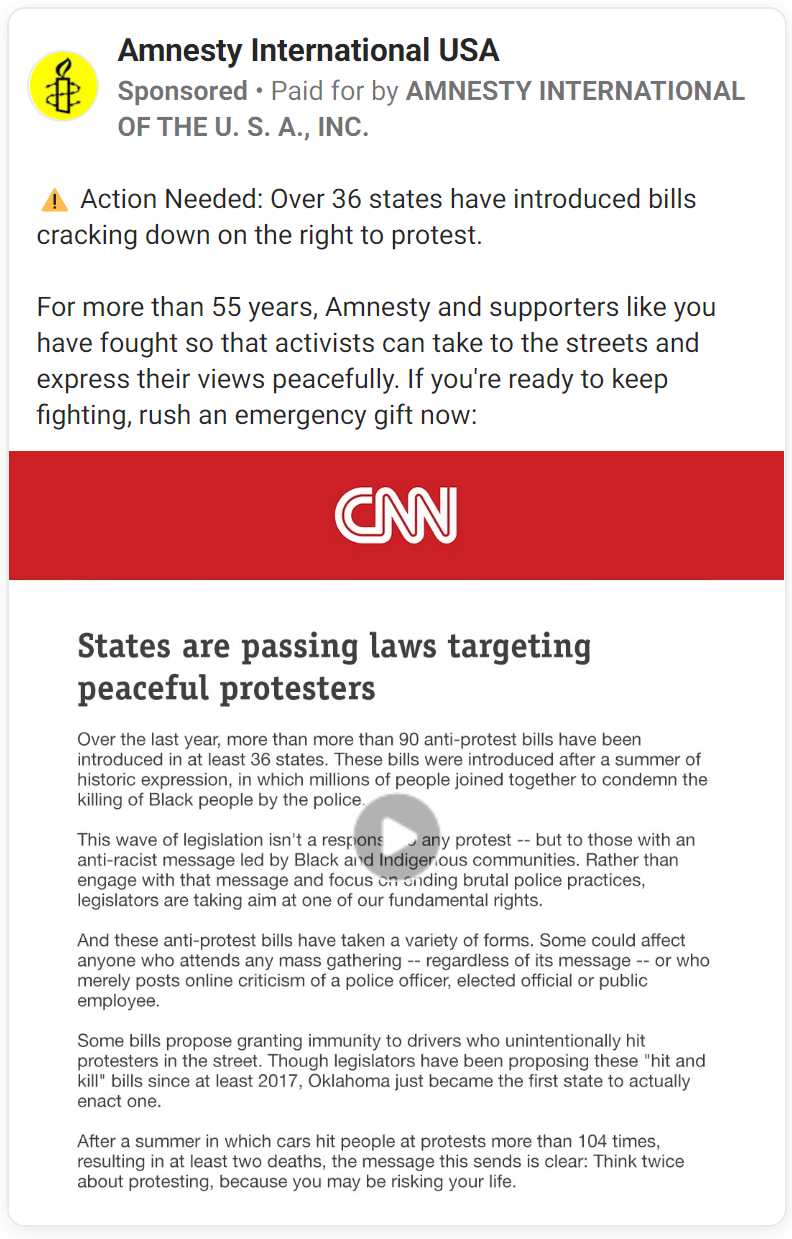 Amnesty International USA
Sponsored • Paid for by AMNESTY INTERNATIONAL
OF THE U. S. A., INC.
⚠️ Action Needed: Over 36 states have introduced bills
cracking down on the right to protest.
For more than 55 years, Amnesty and supporters like you
have fought so that activists can take to the streets and
express their views peacefully. If you're ready to keep
fighting, rush an emergency gift now:
CNN
States are passing laws targeting
peaceful protesters
Over the last year, more than more than 90 anti-protest bills have been
introduced in at least 36 states. These bills were introduced after a summer of
historic expression, in which millions of people joined together to condemn the
killing of Black people by the police.
This wave of legislation isn't a respons any protest -- but to those with an
anti-racist message led by Black and Indigenous communities. Rather than
engage with that message and focus on ending brutal police practices,
legislators are taking aim at one of our fundamental rights.
And these anti-protest bills have taken a variety of forms. Some could affect
anyone who attends any mass gathering -- regardless of its message -- or who
merely posts online criticism of a police officer, elected official or public
employee.
Some bills propose granting immunity to drivers who unintentionally hit
protesters in the street. Though legislators have been proposing these "hit and
kill" bills since at least 2017, Oklahoma just became the first state to actually
enact one.
After a summer in which cars hit people at protests more than 104 times,
resulting in at least two deaths, the message this sends is clear: Think twice
about protesting, because you may be risking your life.